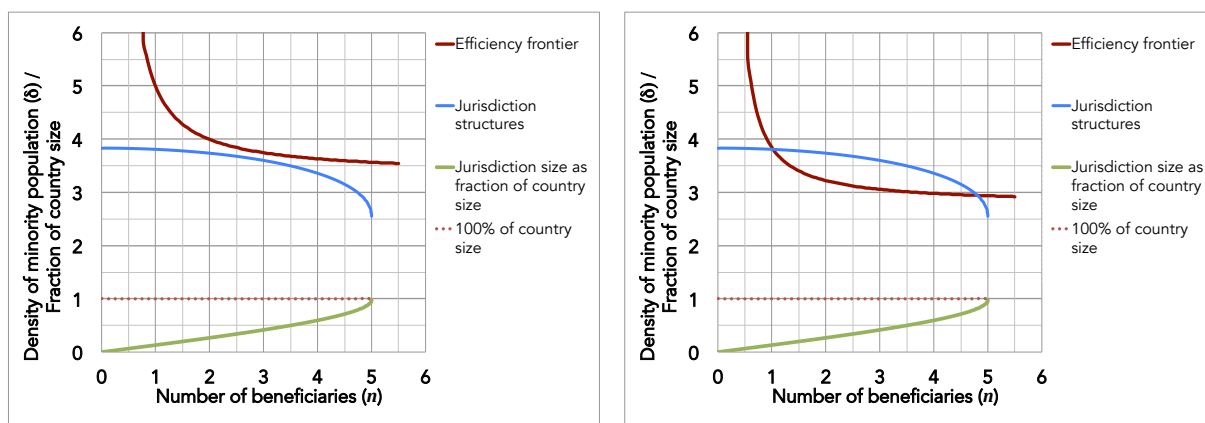 Density of minority population (δ) /
Fraction of country size
6
5
4
3
2
1
0
0 1 2 3 4 5 6
Number of beneficiaries (n)
Efficiency frontier
Jurisdiction
structures
Jurisdiction size as
fraction of country
size
100% of country
size
Density of minority population (δ) /
Fraction of country size
6
5
4
3
2
1
0
0 1 2 3 4 5 6
Number of beneficiaries (n)
Efficiency frontier
Jurisdiction
structures
Jurisdiction size as
fraction of country
size
100% of country
size